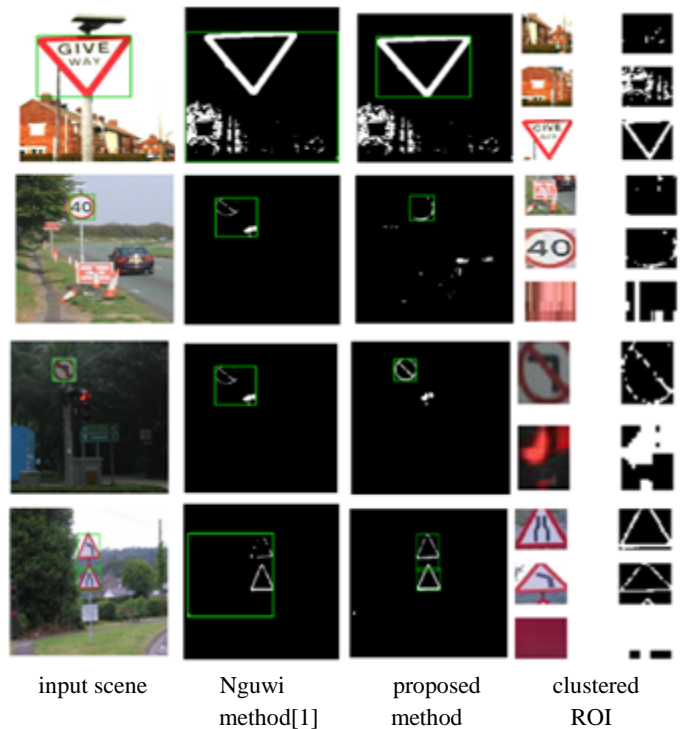 GIVE
WAY
GIVE
40
40
input scene Nguwi proposed clustered
method[1] method ROI